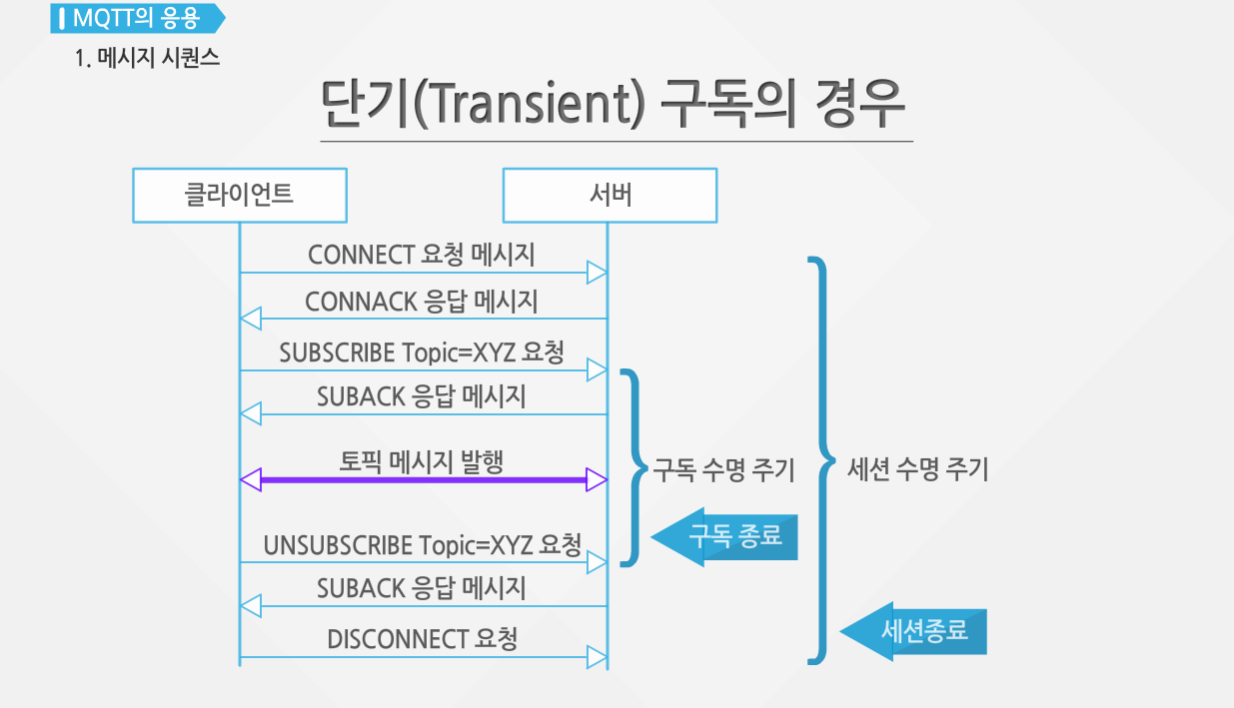 MQTT의 응용
1. 메시지 시퀀스
단기(Transient) 구독의 경우
클라이언트
서버
CONNECT 요청 메시지
CONNACK 응답 메시지
SUBSCRIBE Topic=XYZ 요청
SUBACK 응답 메시지
토픽 메시지 발행
구독 수명 주기
세션 수명 주기
구독 종료
UNSUBSCRIBE Topic=XYZ 요청
SUBACK 응답 메시지
세션종료
DISCONNECT 요청